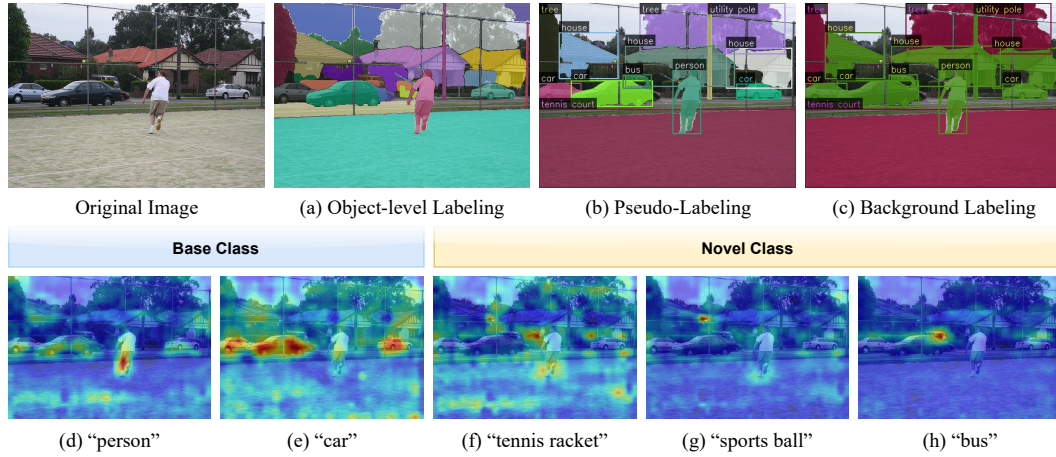 tree
tree
utility pole
house
house
house
car
car
bus
person
car
tennis court
tree
tree
utility pole
house
house
house
car
car
bus
person
car
tennis court
Original Image
(a) Object-level Labeling
(b) Pseudo-Labeling
(c) Background Labeling
Base Class
Novel Class
(d) “person”
(e) “car”
(f) “tennis racket”
(g) “sports ball”
(h) “bus”